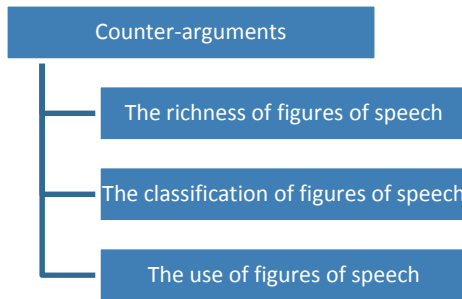 Counter-arguments
The richness of figures of speech
The classification of figures of speech
The use of figures of speech